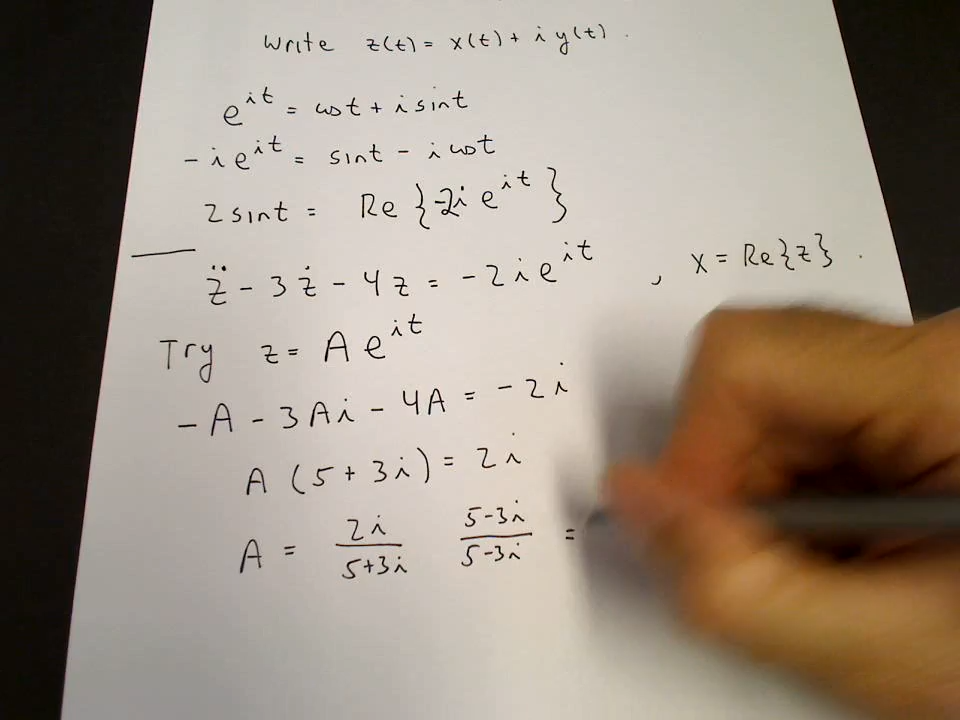 Write z(t) = x(t) + i y(t).
e^{it} = cos t + i sin t
-i e^{it} = sin t - i cos t
2 sin t = Re {-2i e^{it}}
z̈ - 3ż - 4z = -2i e^{it} , x = Re{z}.
Try z = A e^{it}
-A - 3Ai - 4A = -2i
A (5 + 3i) = 2i
A = 2i/(5+3i) (5-3i)/(5-3i) =